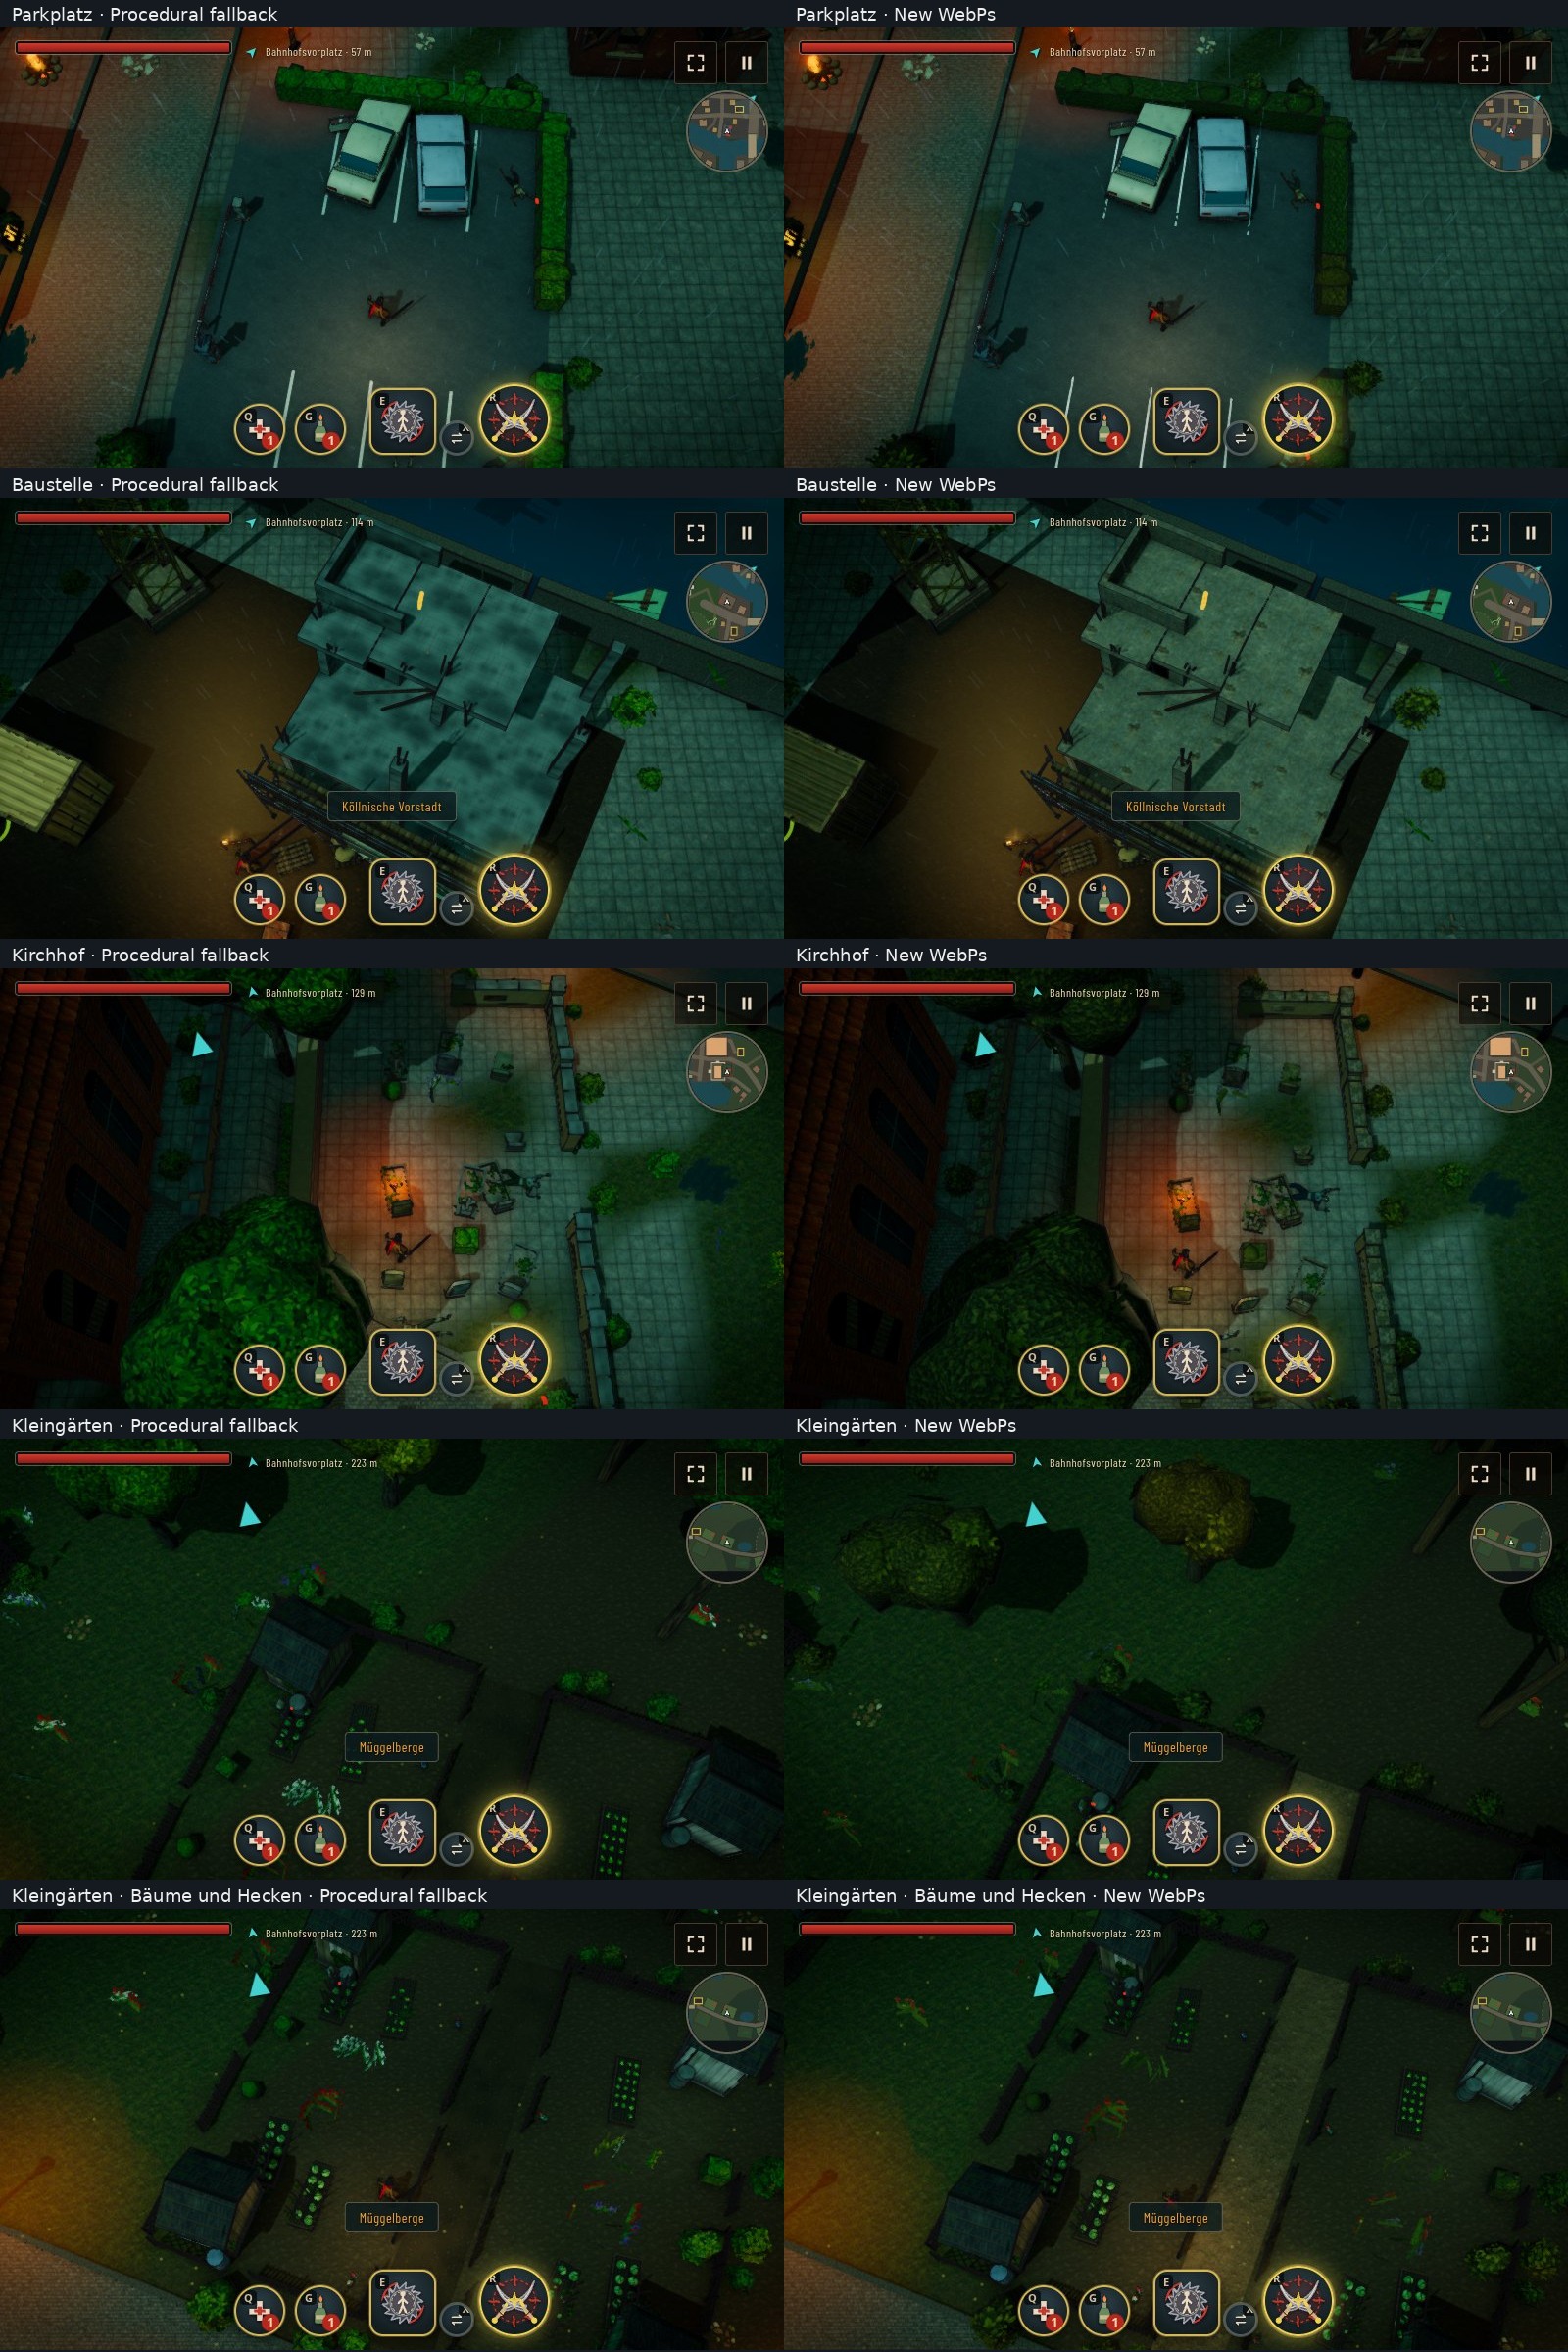 Parkplatz · Procedural fallback
Parkplatz · New WebPs
Bahnhofsvorplatz · 57 m
Bahnhofsvorplatz · 57 m
Q
1
G
1
E
R
Q
1
G
1
E
R
Baustelle · Procedural fallback
Baustelle · New WebPs
Bahnhofsvorplatz · 114 m
Bahnhofsvorplatz · 114 m
Köllnische Vorstadt
Köllnische Vorstadt
Q
1
G
1
E
R
Q
1
G
1
E
R
Kirchhof · Procedural fallback
Kirchhof · New WebPs
Bahnhofsvorplatz · 129 m
Bahnhofsvorplatz · 129 m
Q
1
G
1
E
R
Q
1
G
1
E
R
Kleingärten · Procedural fallback
Kleingärten · New WebPs
Bahnhofsvorplatz · 223 m
Bahnhofsvorplatz · 223 m
Müggelberge
Müggelberge
Q
1
G
1
E
R
Q
1
G
1
E
R
Kleingärten · Bäume und Hecken · Procedural fallback
Kleingärten · Bäume und Hecken · New WebPs
Bahnhofsvorplatz · 223 m
Bahnhofsvorplatz · 223 m
Müggelberge
Müggelberge
Q
1
G
1
E
R
Q
1
G
1
E
R